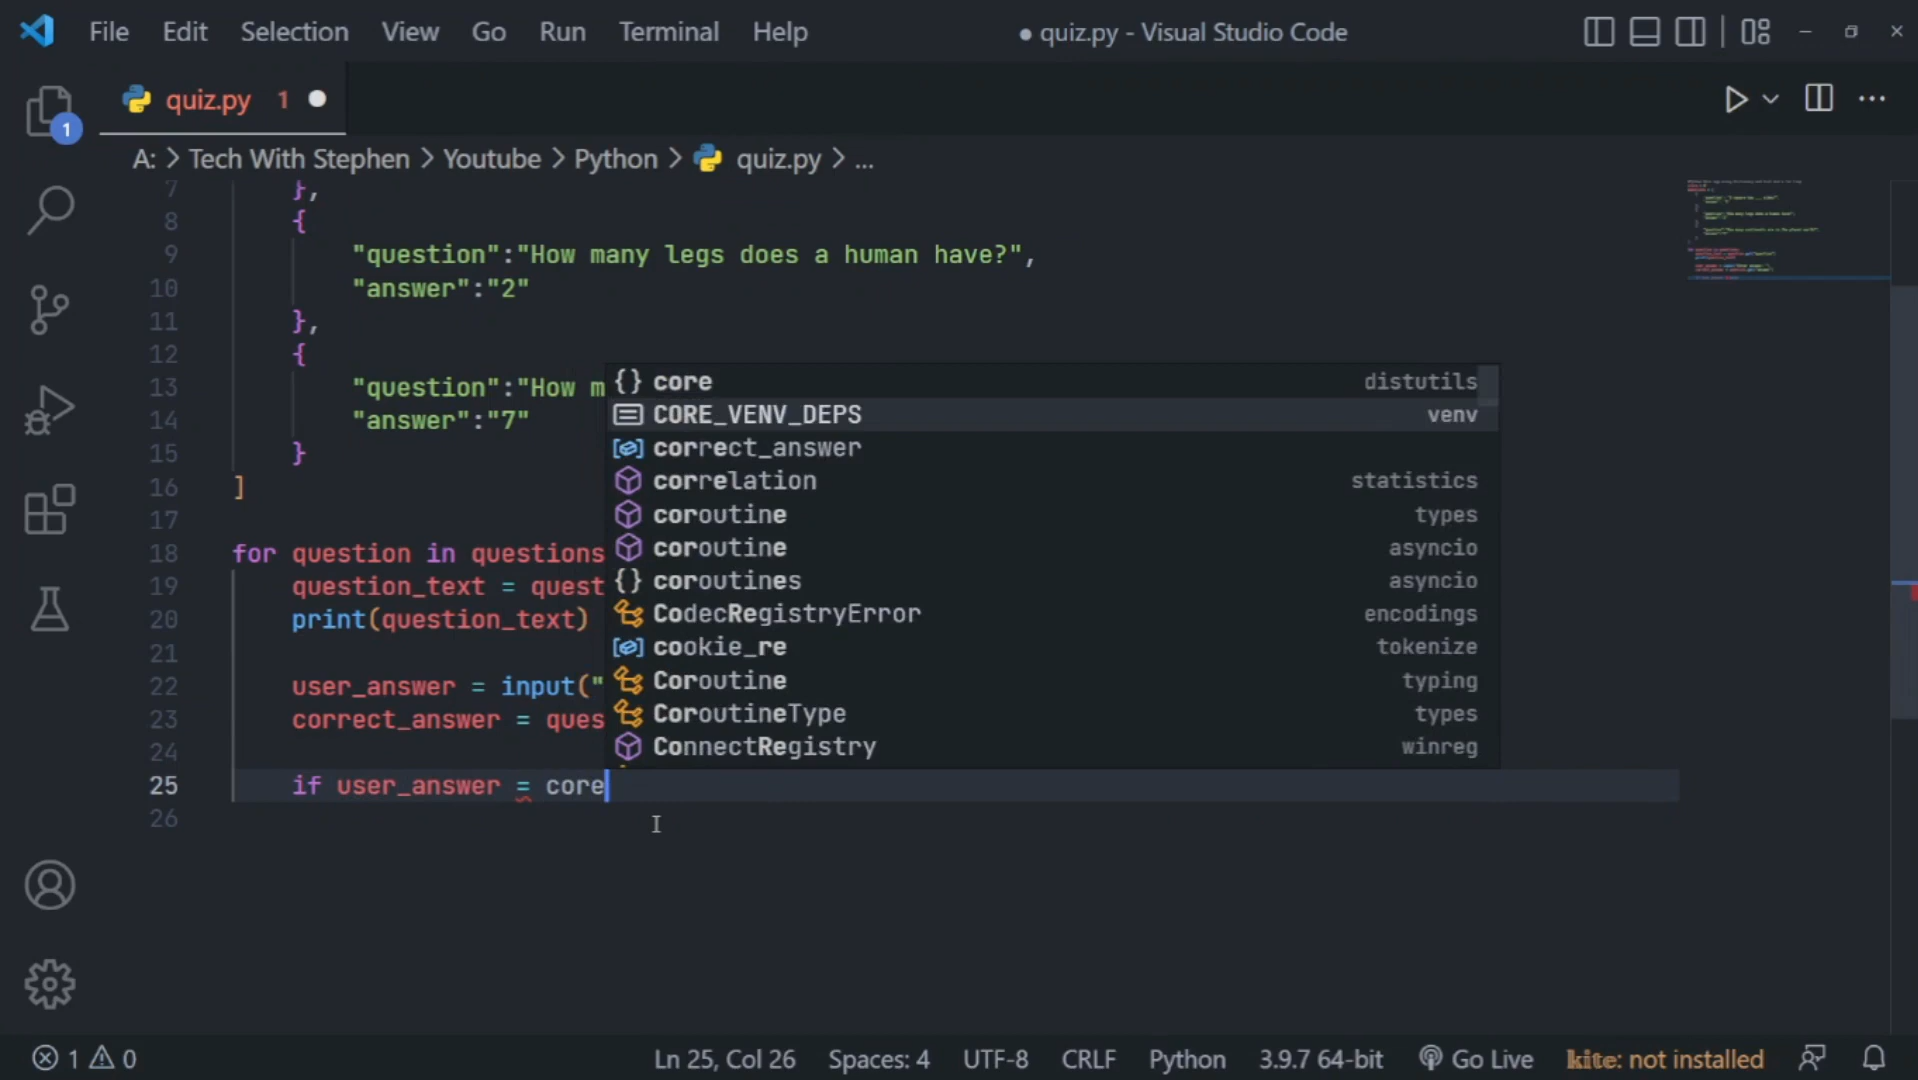 File Edit Selection View Go Run Terminal Help ● quiz.py - Visual Studio Code
quiz.py 1 ●
1
A: > Tech With Stephen > Youtube > Python > quiz.py > ...
7 },
8 {
9 "question":"How many legs does a human have?",
10 "answer":"2"
11 },
12 {
13 "question":"How m
14 "answer":"7"
15 }
16 ]
17
18 for question in questions
19 question_text = quest
20 print(question_text)
21
22 user_answer = input("
23 correct_answer = ques
24
25 if user_answer = core
26
{} core distutils
CORE_VENV_DEPS venv
correct_answer
correlation statistics
coroutine types
coroutine asyncio
{} coroutines asyncio
CodecRegistryError encodings
cookie_re tokenize
Coroutine typing
CoroutineType types
ConnectRegistry winreg
1 0 Ln 25, Col 26 Spaces: 4 UTF-8 CRLF Python 3.9.7 64-bit Go Live kite: not installed